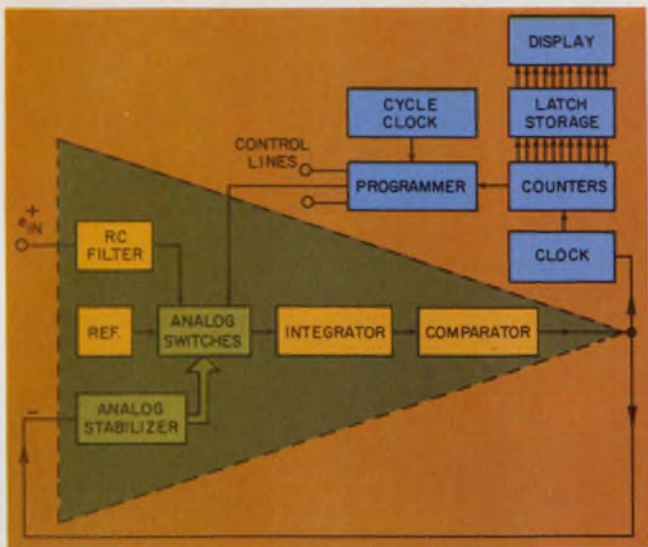 DISPLAY
CYCLE
CLOCK
LATCH
STORAGE
CONTROL
LINES
PROGRAMMER
COUNTERS
CLOCK
+
eIN
RC
FILTER
REF.
ANALOG
SWITCHES
INTEGRATOR
COMPARATOR
−
ANALOG
STABILIZER